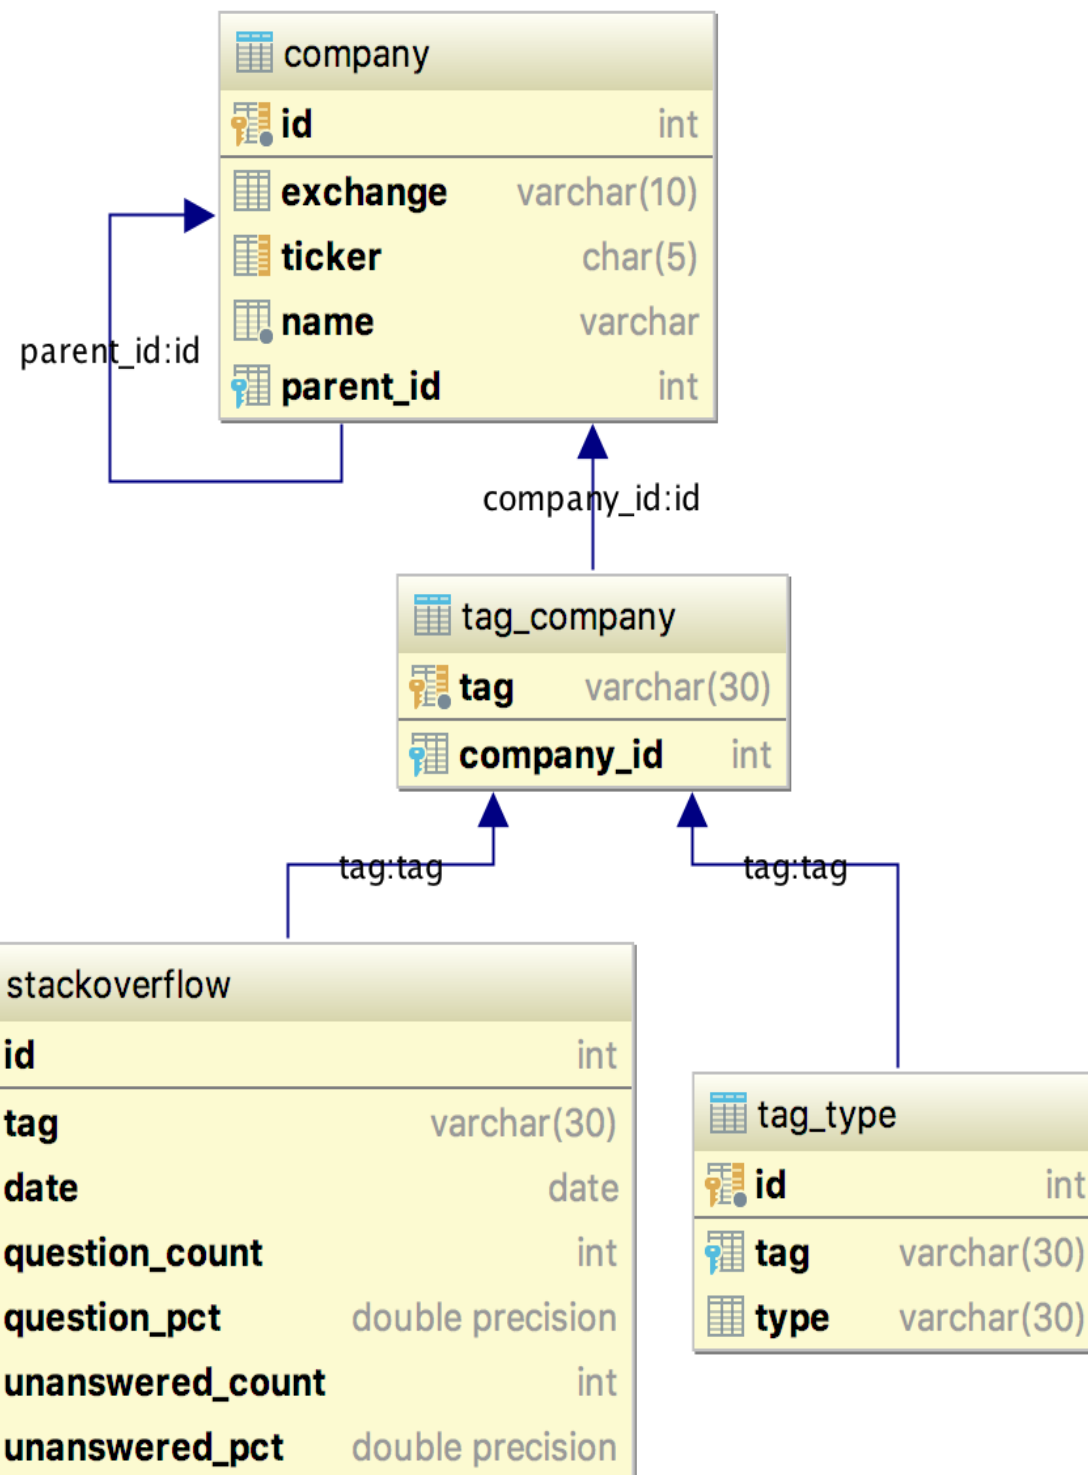 company
id int
exchange varchar(10)
ticker char(5)
name varchar
parent_id int
parent_id:id
company_id:id
tag_company
tag varchar(30)
company_id int
tag:tag
tag:tag
stackoverflow
id int
tag varchar(30)
date date
question_count int
question_pct double precision
unanswered_count int
unanswered_pct double precision
tag_type
id int
tag varchar(30)
type varchar(30)